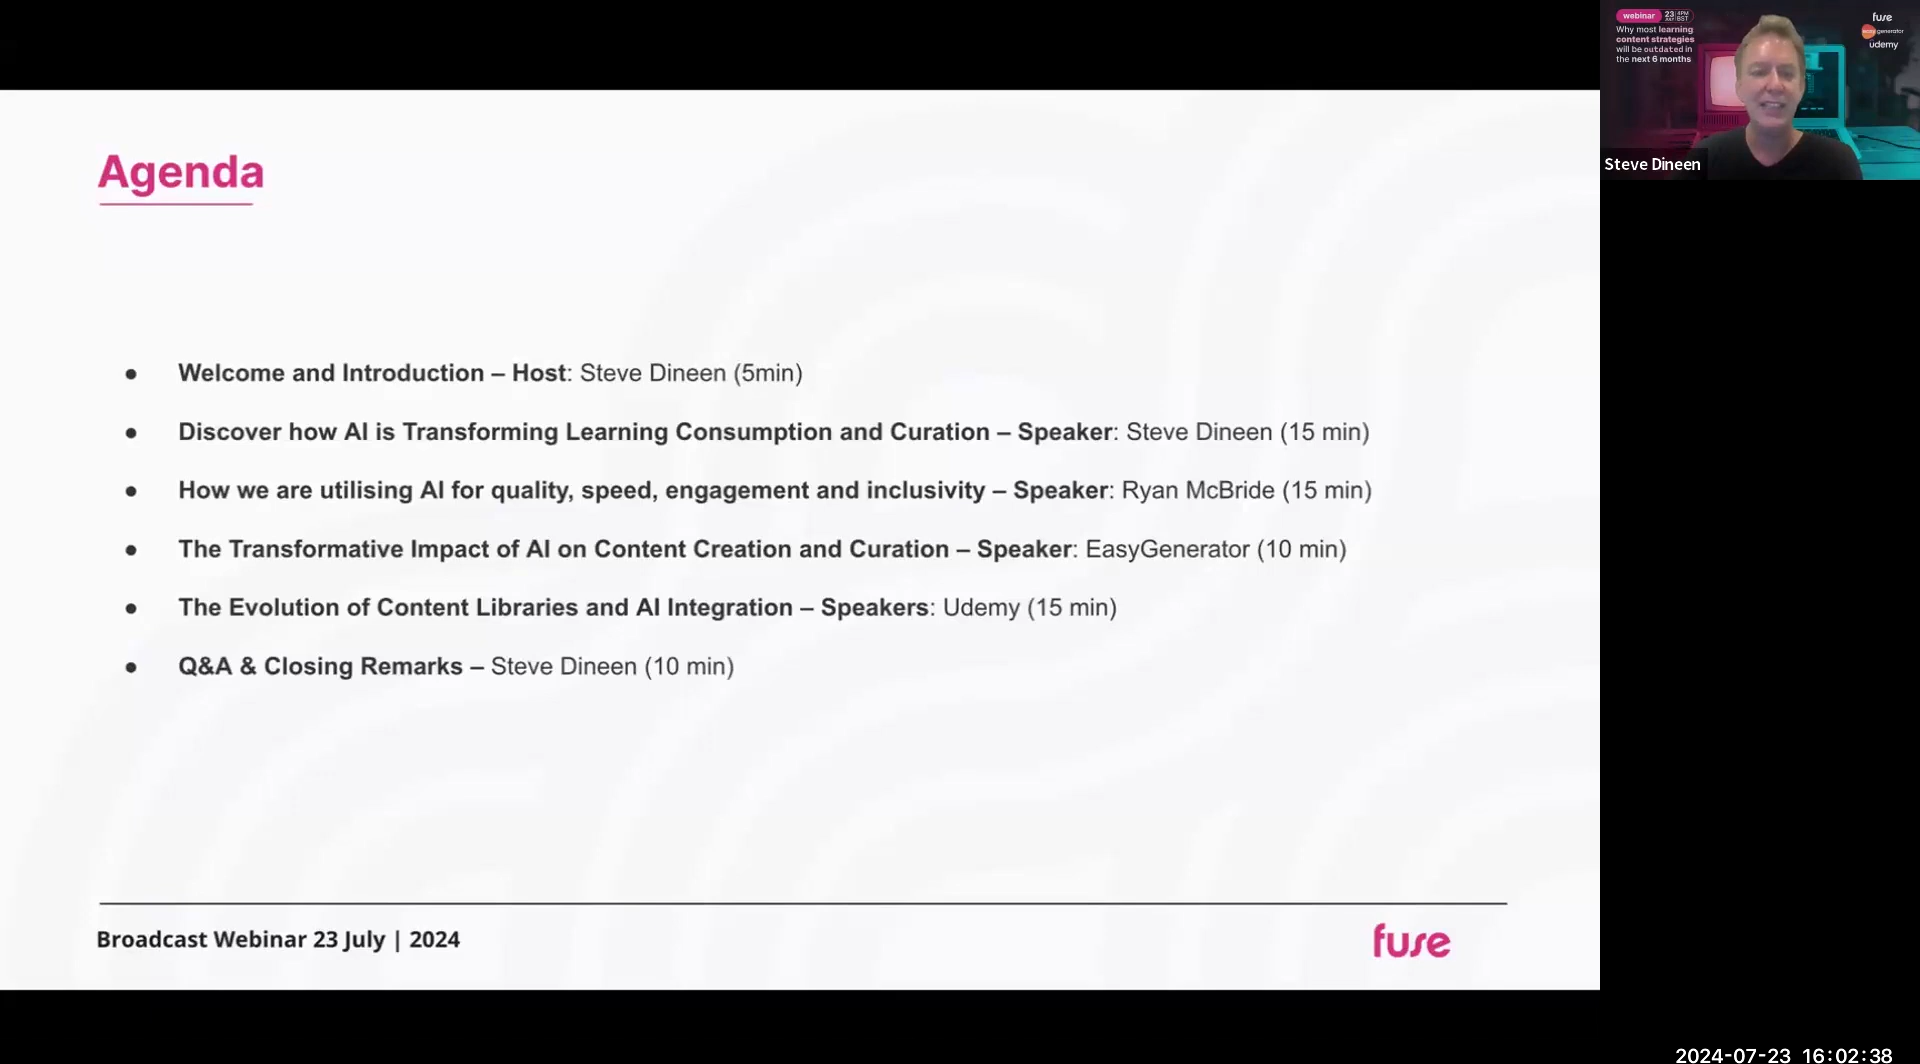 Agenda
● Welcome and Introduction – Host: Steve Dineen (5min)
● Discover how AI is Transforming Learning Consumption and Curation – Speaker: Steve Dineen (15 min)
● How we are utilising AI for quality, speed, engagement and inclusivity – Speaker: Ryan McBride (15 min)
● The Transformative Impact of AI on Content Creation and Curation – Speaker: EasyGenerator (10 min)
● The Evolution of Content Libraries and AI Integration – Speakers: Udemy (15 min)
● Q&A & Closing Remarks – Steve Dineen (10 min)
Broadcast Webinar 23 July | 2024
fuse
webinar 23 4PM BST
Why most learning
content strategies
will be outdated in
the next 6 months
fuse
easygenerator
udemy
Steve Dineen
2024-07-23 16:02:38